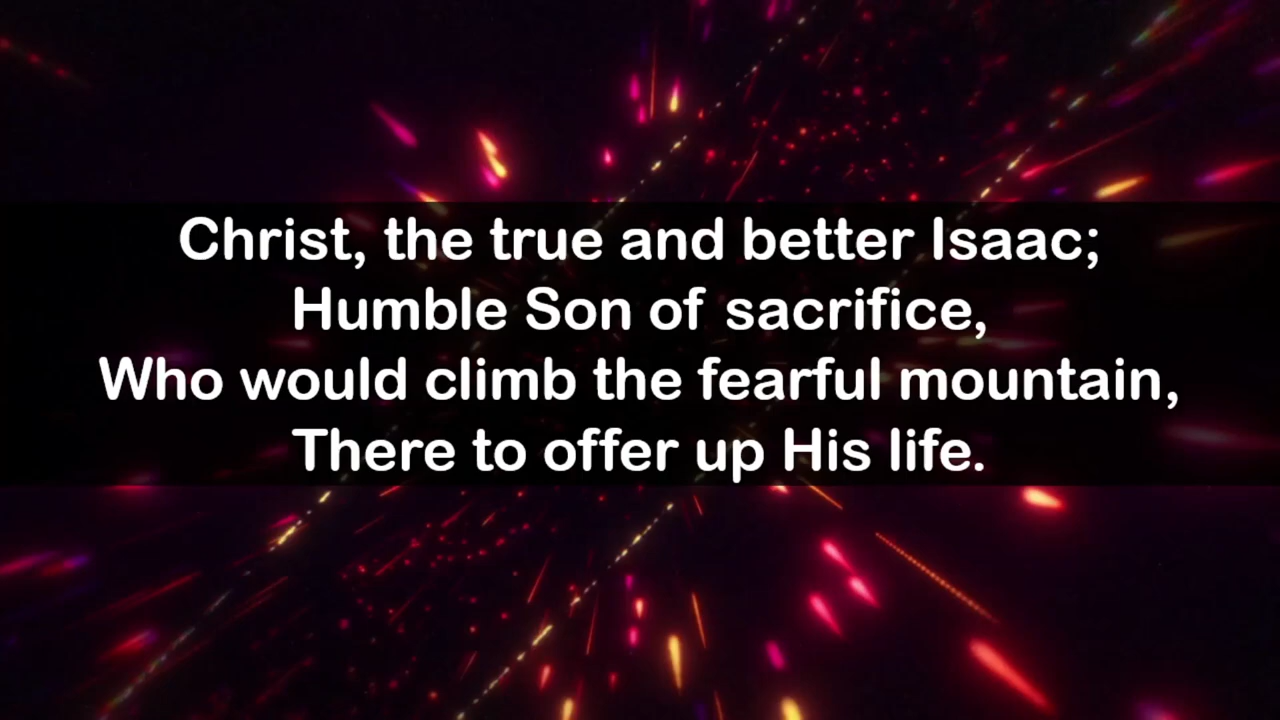 Christ, the true and better Isaac;
Humble Son of sacrifice,
Who would climb the fearful mountain,
There to offer up His life.